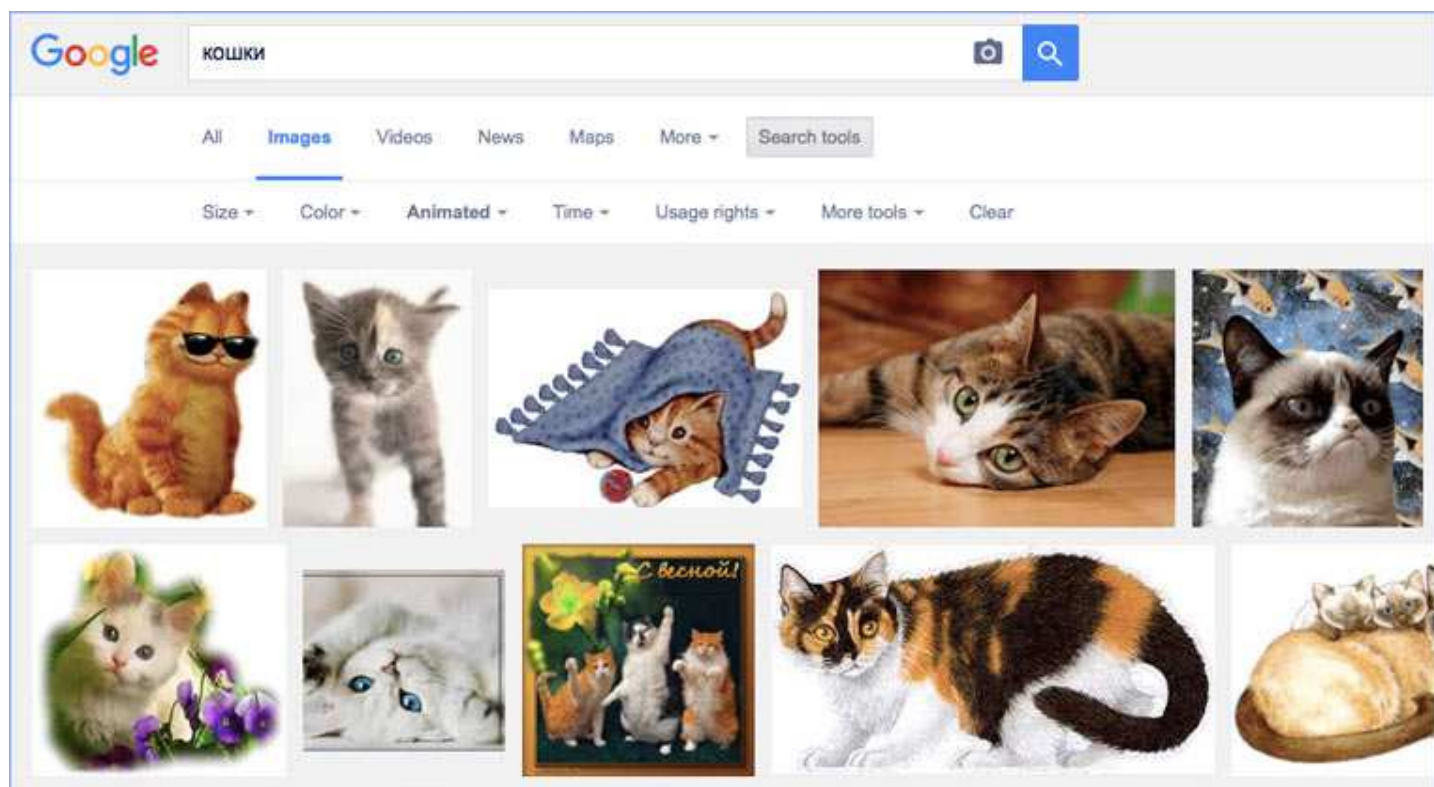 Google кошки
All Images Videos News Maps More Search tools
Size Color Animated Time Usage rights More tools Clear
С весной!